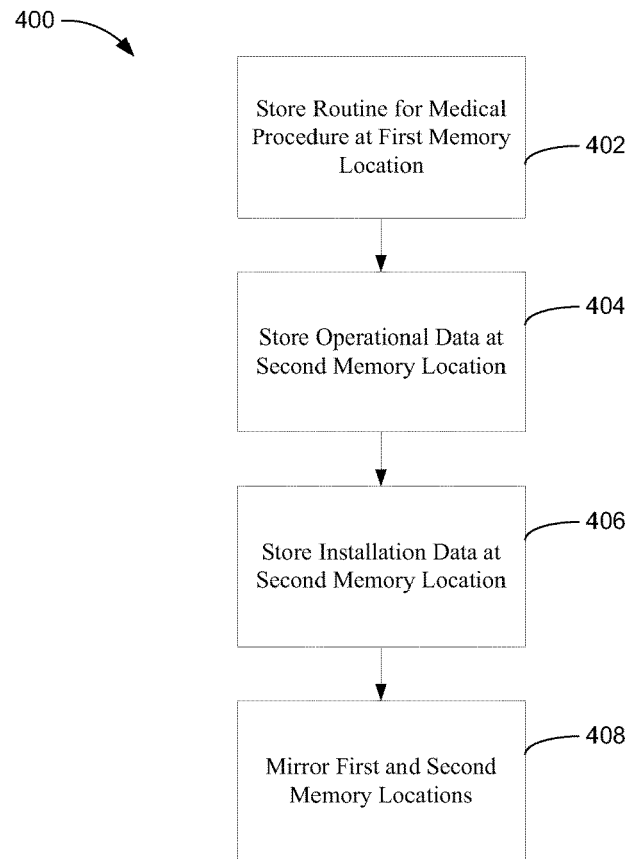 400
Store Routine for Medical
Procedure at First Memory
Location
402
Store Operational Data at
Second Memory Location
404
Store Installation Data at
Second Memory Location
406
Mirror First and Second
Memory Locations
408